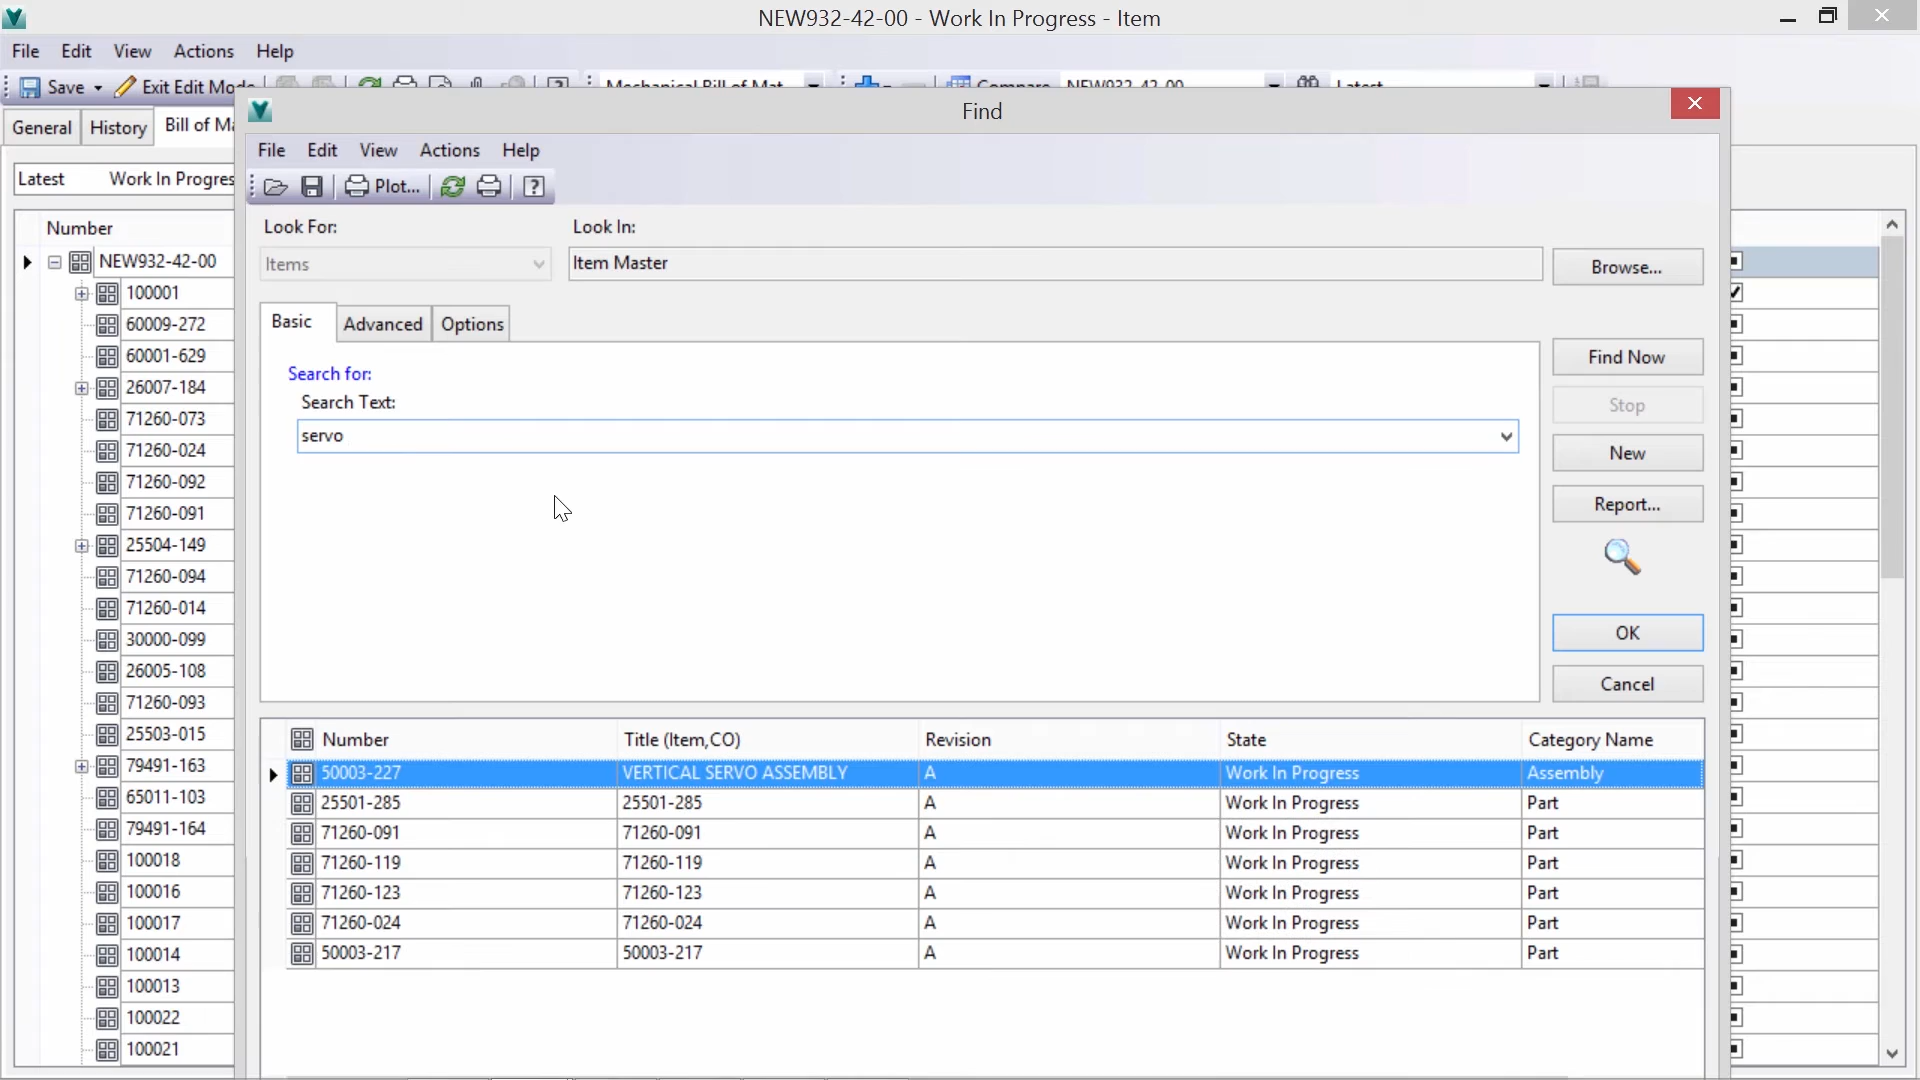 NEW932-42-00 - Work In Progress - Item
File Edit View Actions Help
Save Exit Edit Mode Mechanical Bill of Mat Compare NEW932-42-00 Latest
General History Bill of Ma
Latest Work In Progres
Number
NEW932-42-00
100001
60009-272
60001-629
26007-184
71260-073
71260-024
71260-092
71260-091
25504-149
71260-094
71260-014
30000-099
26005-108
71260-093
25503-015
79491-163
65011-103
79491-164
100018
100016
100017
100014
100013
100022
100021
Find
File Edit View Actions Help
Plot...
Look For: Look In:
Items Item Master Browse...
Basic Advanced Options
Search for:
Search Text:
servo
Find Now
Stop
New
Report...
OK
Cancel
Number Title (Item,CO) Revision State Category Name
50003-227 VERTICAL SERVO ASSEMBLY A Work In Progress Assembly
25501-285 25501-285 A Work In Progress Part
71260-091 71260-091 A Work In Progress Part
71260-119 71260-119 A Work In Progress Part
71260-123 71260-123 A Work In Progress Part
71260-024 71260-024 A Work In Progress Part
50003-217 50003-217 A Work In Progress Part